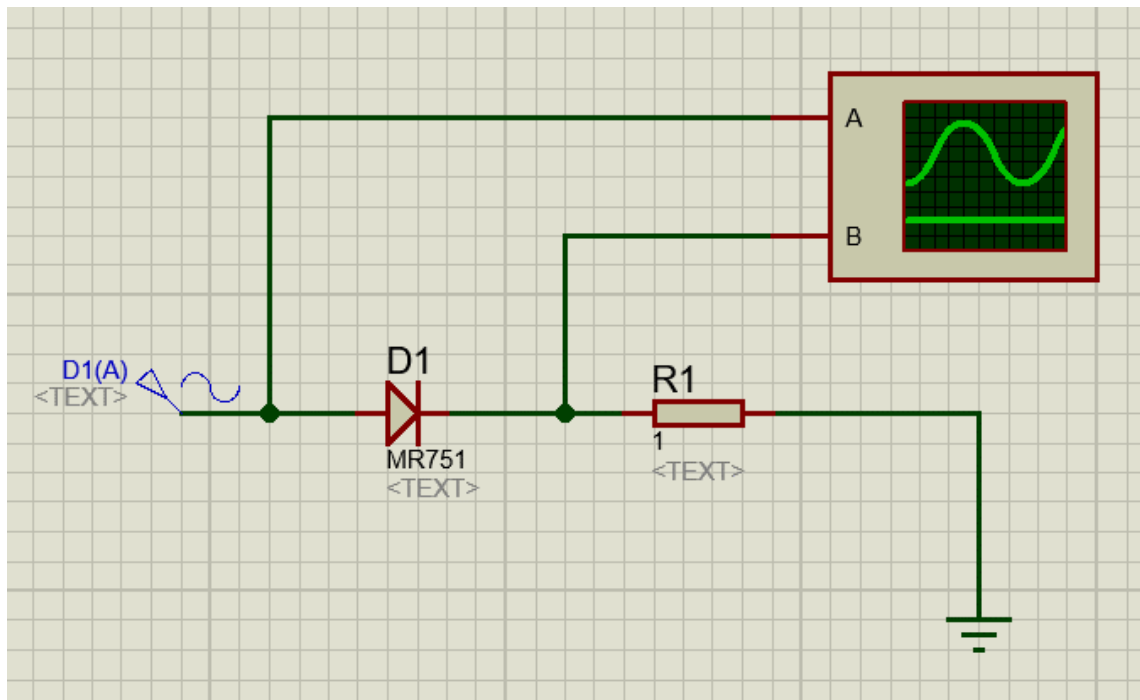 A
B
D1(A)
<TEXT>
D1
MR751
<TEXT>
R1
1
<TEXT>